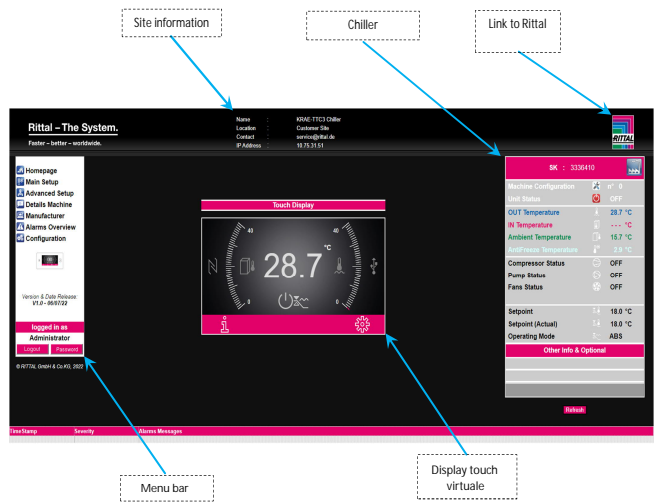 Site information
Chiller
Link to Rittal
Rittal – The System.
Faster – better – worldwide.
Name : KRAE-TTC3 Chiller
Location : Customer Site
Contact : service@rittal.de
IP Address : 10.75.31.51
RITTAL
Homepage
Main Setup
Advanced Setup
Details Machine
Manufacturer
Alarms Overview
Configuration
Version & Date Release:
V1.0 - 06/07/22
logged in as
Administrator
Logout Password
© RITTAL GmbH & Co.KG, 2022
Touch Display
40 40
28.7 °C
0 0
SK : 3336410
Machine Configuration n° 0
Unit Status OFF
OUT Temperature 28.7 °C
IN Temperature --- °C
Ambient Temperature 15.7 °C
AntiFreeze Temperature 2.9 °C
Compressor Status OFF
Pump Status OFF
Fans Status OFF
Setpoint 18.0 °C
Setpoint (Actual) 18.0 °C
Operating Mode ABS
Other Info & Optional
Refresh
TimeStamp Severity Alarms Messages
Menu bar
Display touch
virtuale